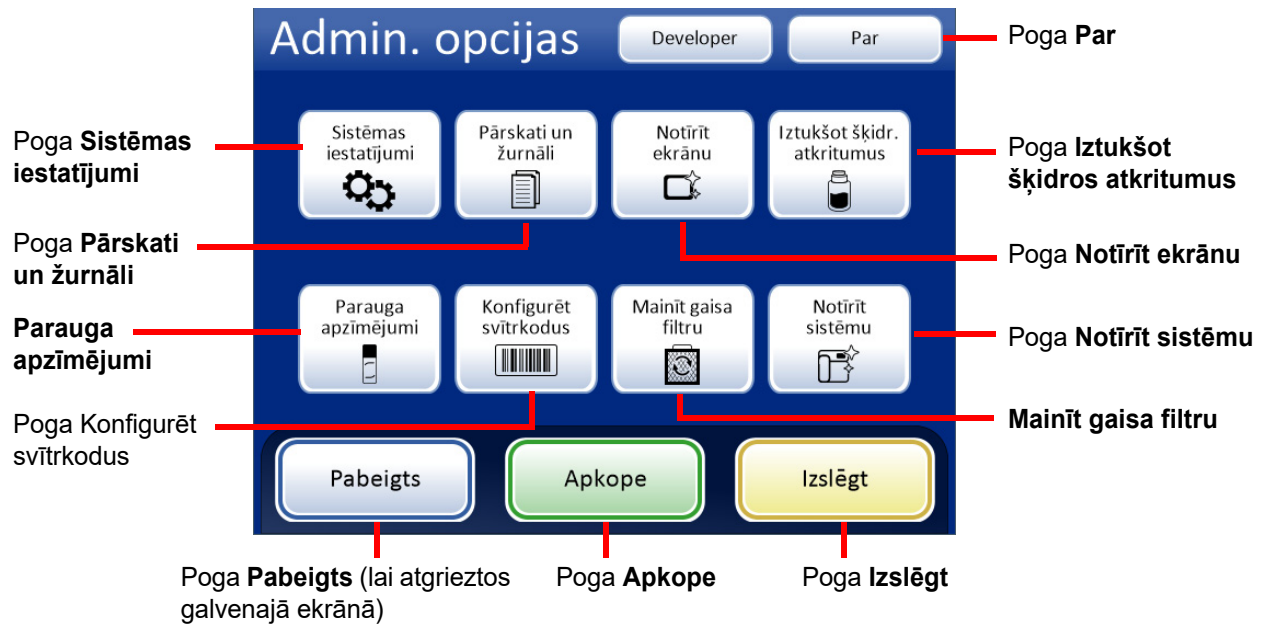 Admin. opcijas
Developer
Par
Poga Par
Sistēmas
iestatījumi
Pārskati un
žurnāli
Notīrīt
ekrānu
Iztukšot šķidr.
atkritumus
Poga Sistēmas
iestatījumi
Poga Iztukšot
šķidros atkritumus
Poga Pārskati
un žurnāli
Poga Notīrīt ekrānu
Parauga
apzīmējumi
Konfigurēt
svītrkodus
Mainīt gaisa
filtru
Notīrīt
sistēmu
Parauga
apzīmējumi
Poga Notīrīt sistēmu
Poga Konfigurēt
svītrkodus
Mainīt gaisa filtru
Pabeigts
Apkope
Izslēgt
Poga Pabeigts (lai atgrieztos
galvenajā ekrānā)
Poga Apkope
Poga Izslēgt